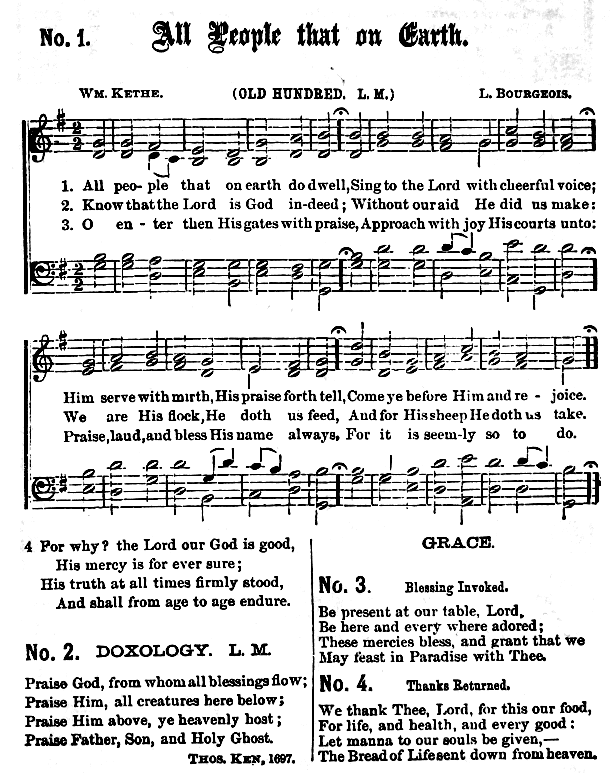 No. 1. All People that on Earth.
WM. KETHE. (OLD HUNDRED. L. M.) L. BOURGEOIS.
1. All peo- ple that on earth do dwell, Sing to the Lord with cheerful voice;
2. Know that the Lord is God in-deed; Without our aid He did us make:
3. O en - ter then His gates with praise, Approach with joy His courts unto:
Him serve with mirth, His praise forth tell, Come ye before Him and re - joice.
We are His flock, He doth us feed, And for His sheep He doth us take.
Praise, laud, and bless His name always, For it is seem-ly so to do.
4 For why? the Lord our God is good,
His mercy is for ever sure;
His truth at all times firmly stood,
And shall from age to age endure.
No. 2. DOXOLOGY. L. M.
Praise God, from whom all blessings flow;
Praise Him, all creatures here below;
Praise Him above, ye heavenly host;
Praise Father, Son, and Holy Ghost.
THOS. KEN, 1697.
GRACE.
No. 3. Blessing Invoked.
Be present at our table, Lord,
Be here and every where adored;
These mercies bless, and grant that we
May feast in Paradise with Thee.
No. 4. Thanks Returned.
We thank Thee, Lord, for this our food,
For life, and health, and every good:
Let manna to our souls be given,—
The Bread of Life sent down from heaven.